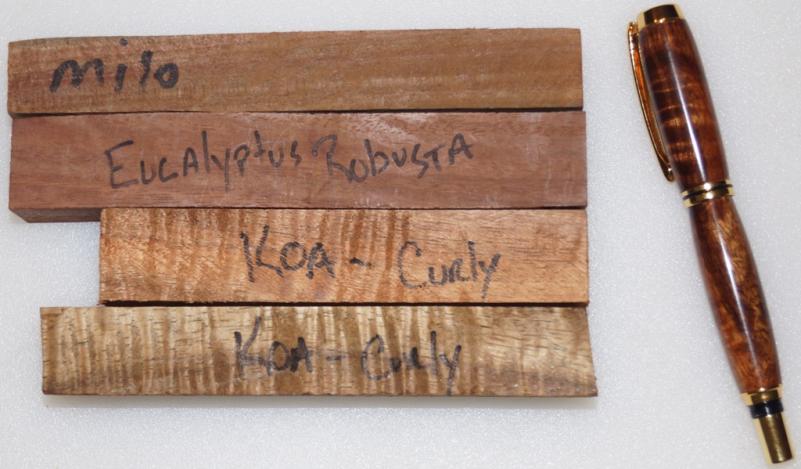 milo
Eucalyptus Robusta
KOA - Curly
KOA - Curly